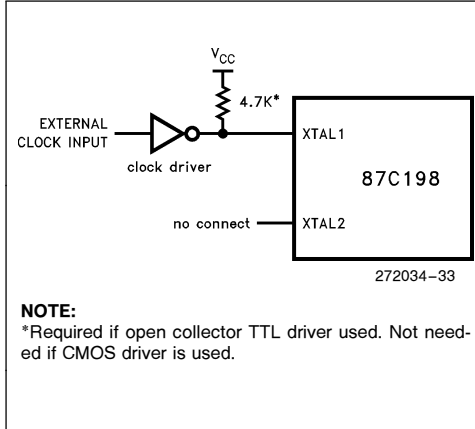 VCC
4.7K*
EXTERNAL
CLOCK INPUT
clock driver
XTAL1
87C198
no connect
XTAL2
272034–33
NOTE:
*Required if open collector TTL driver used. Not need-
ed if CMOS driver is used.